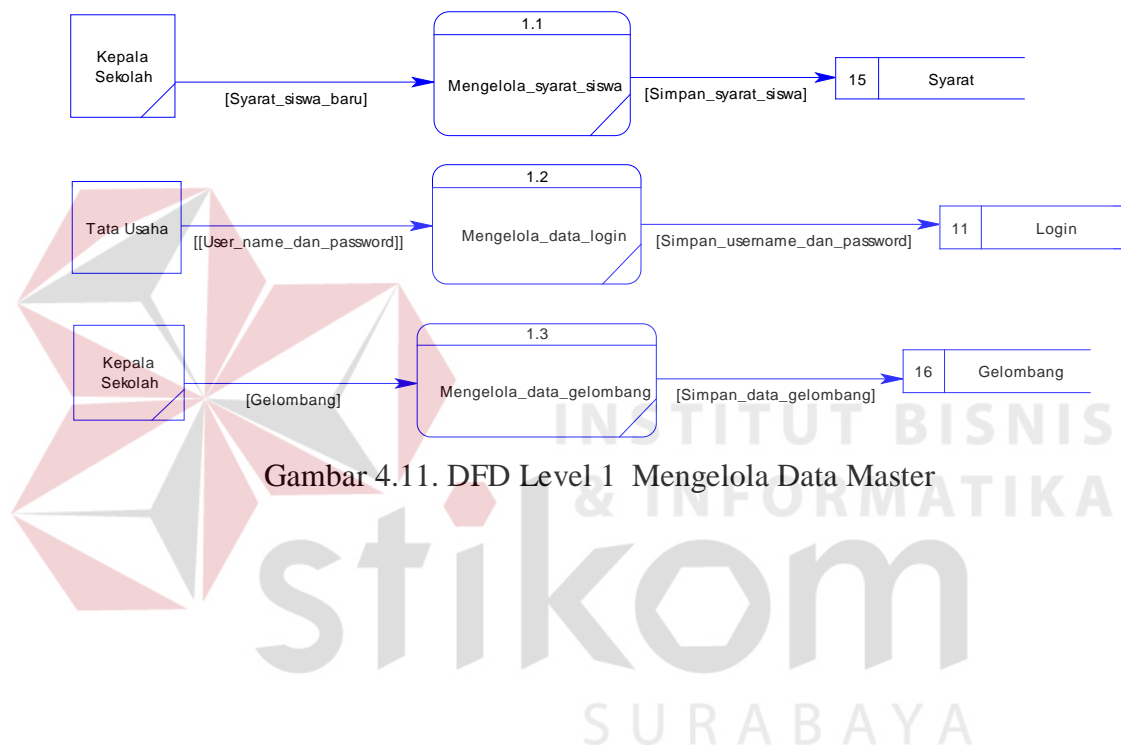 Kepala
Sekolah
[Syarat_siswa_baru]
1.1
Mengelola_syarat_siswa
[Simpan_syarat_siswa]
15
Syarat
Tata Usaha
[[User_name_dan_password]]
1.2
Mengelola_data_login
[Simpan_username_dan_password]
11
Login
Kepala
Sekolah
[Gelombang]
1.3
Mengelola_data_gelombang
[Simpan_data_gelombang]
16
Gelombang
Gambar 4.11. DFD Level 1 Mengelola Data Master
INSTITUT BISNIS
& INFORMATIKA
stikom
SURABAYA